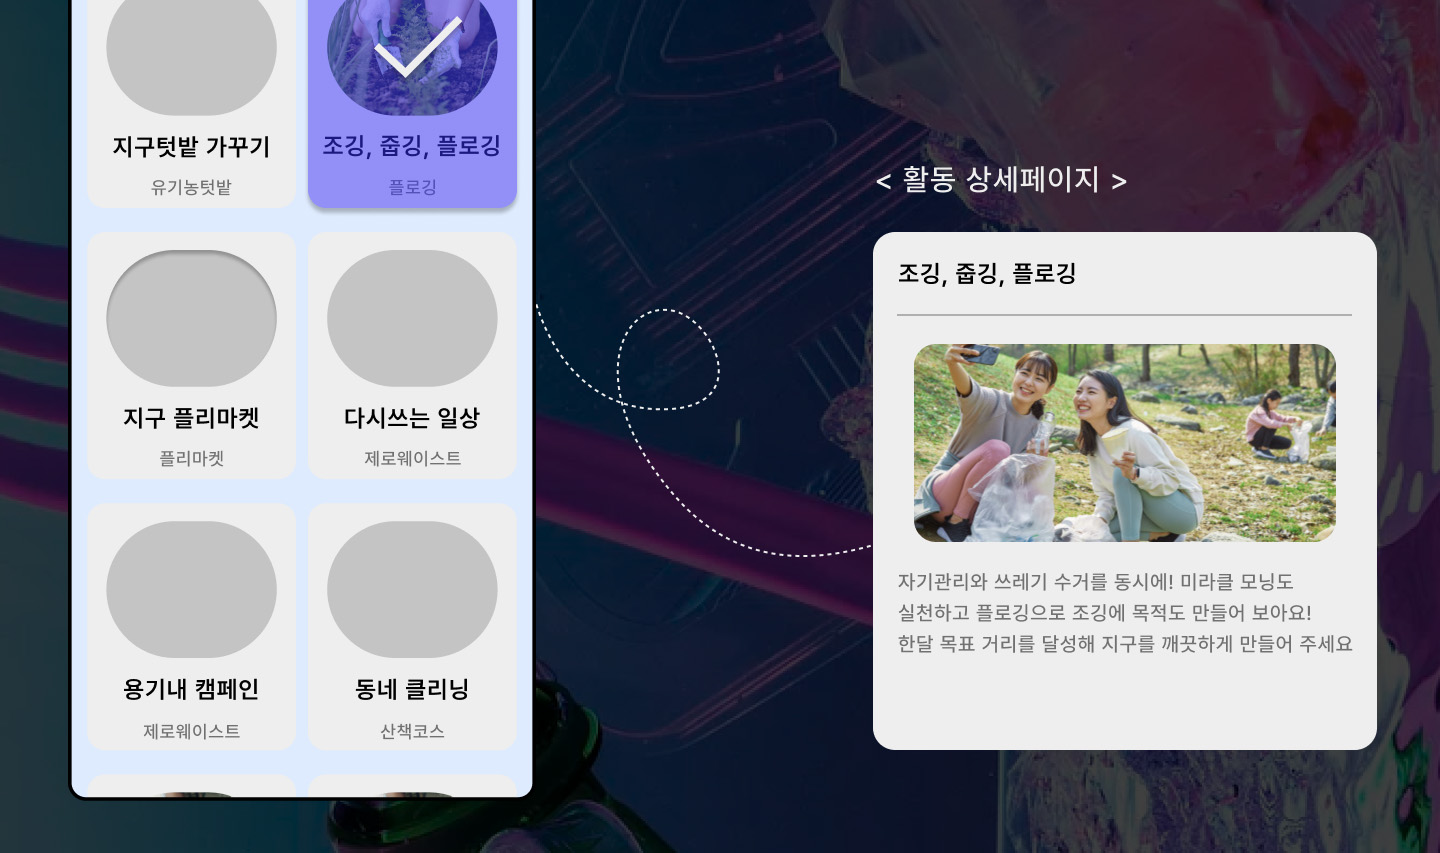 지구텃밭 가꾸기
유기농텃밭
조깅, 줍깅, 플로깅
플로깅
지구 플리마켓
플리마켓
다시쓰는 일상
제로웨이스트
용기내 캠페인
제로웨이스트
동네 클리닝
산책코스
< 활동 상세페이지 >
조깅, 줍깅, 플로깅
자기관리와 쓰레기 수거를 동시에! 미라클 모닝도
실천하고 플로깅으로 조깅에 목적도 만들어 보아요!
한달 목표 거리를 달성해 지구를 깨끗하게 만들어 주세요